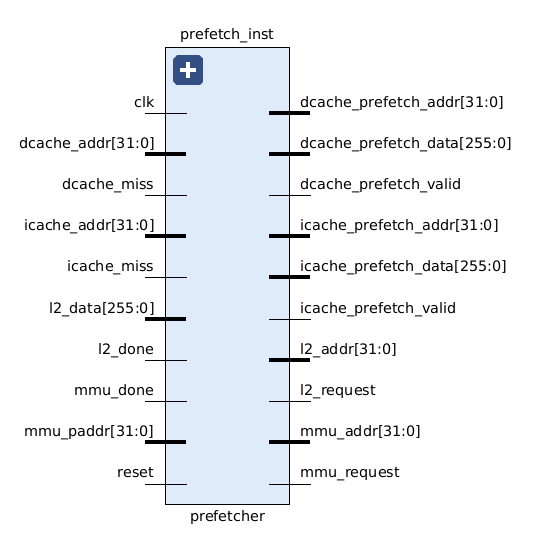 prefetch_inst
clk
dcache_prefetch_addr[31:0]
dcache_addr[31:0]
dcache_prefetch_data[255:0]
dcache_miss
dcache_prefetch_valid
icache_addr[31:0]
icache_prefetch_addr[31:0]
icache_miss
icache_prefetch_data[255:0]
l2_data[255:0]
icache_prefetch_valid
l2_done
l2_addr[31:0]
mmu_done
l2_request
mmu_paddr[31:0]
mmu_addr[31:0]
reset
mmu_request
prefetcher